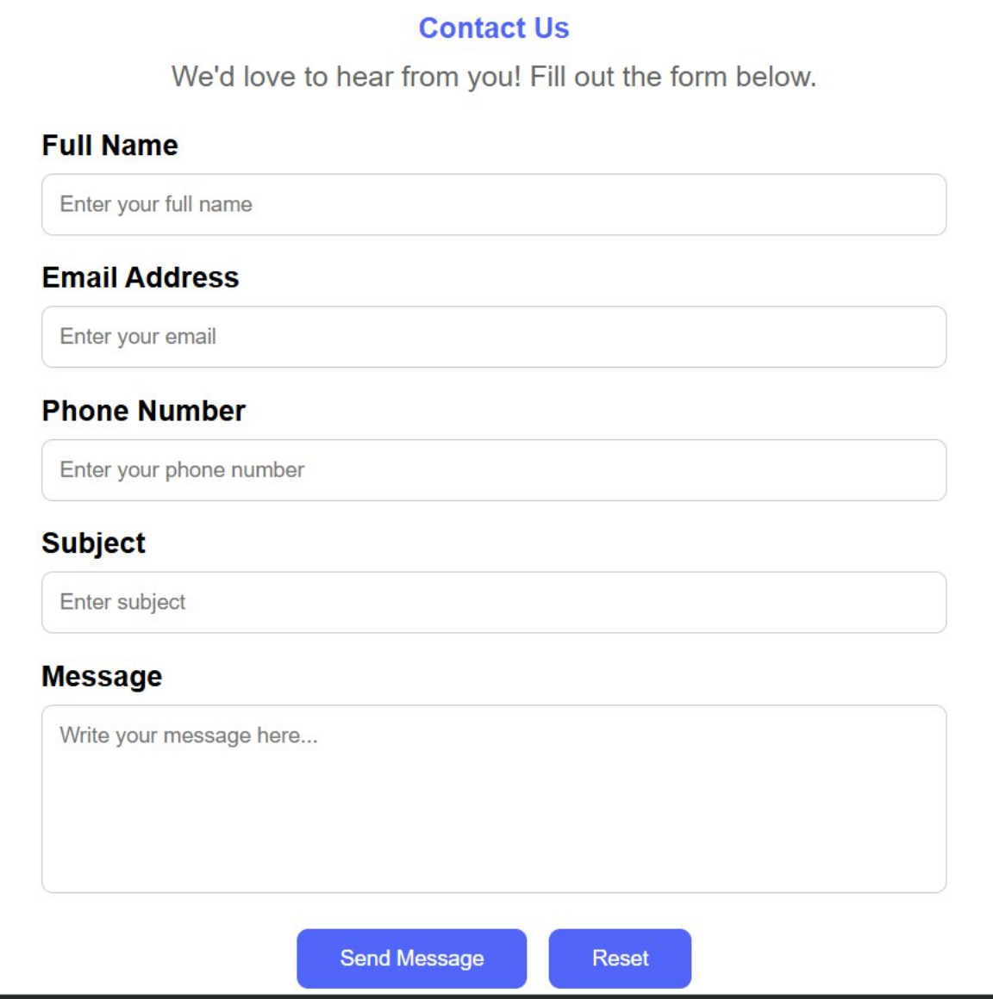 Contact Us
We'd love to hear from you! Fill out the form below.
Full Name
Enter your full name
Email Address
Enter your email
Phone Number
Enter your phone number
Subject
Enter subject
Message
Write your message here...
Send Message Reset